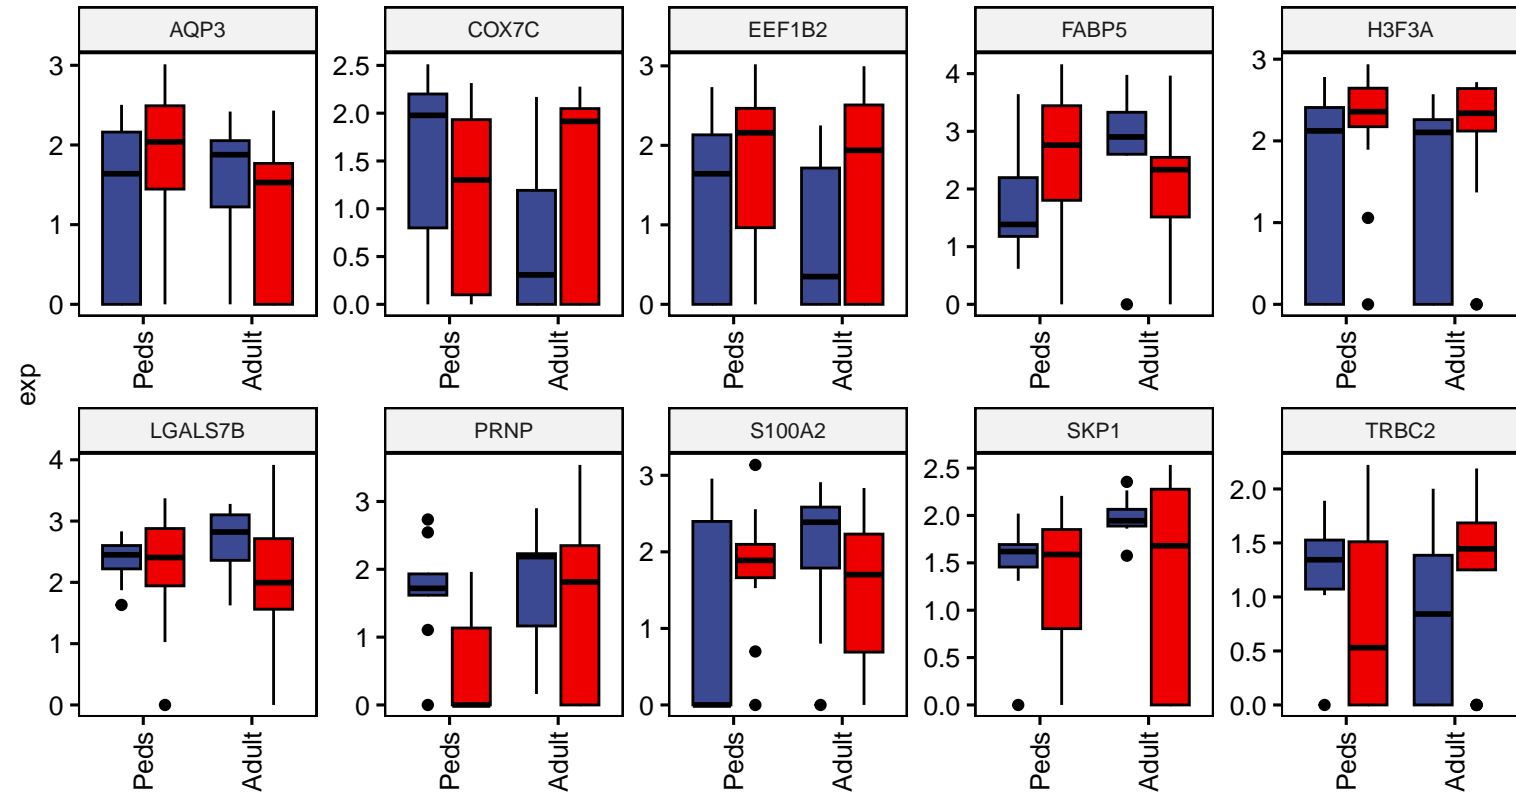 AQP3 COX7C EEF1B2 FABP5 H3F3A
3 2.5 3 4 3
2 2.0 2 3 2
1 1.5 1 2 1
0 1.0 0 1 0
0.5 0
0.0
Peds Adult Peds Adult Peds Adult Peds Adult Peds Adult
exp
LGALS7B PRNP S100A2 SKP1 TRBC2
4 3 3 2.5 2.0
3 2 2 2.0 1.5
2 1 1 1.5 1.0
1 0 0 1.0 0.5
0 0.5 0.0
0.0
Peds Adult Peds Adult Peds Adult Peds Adult Peds Adult